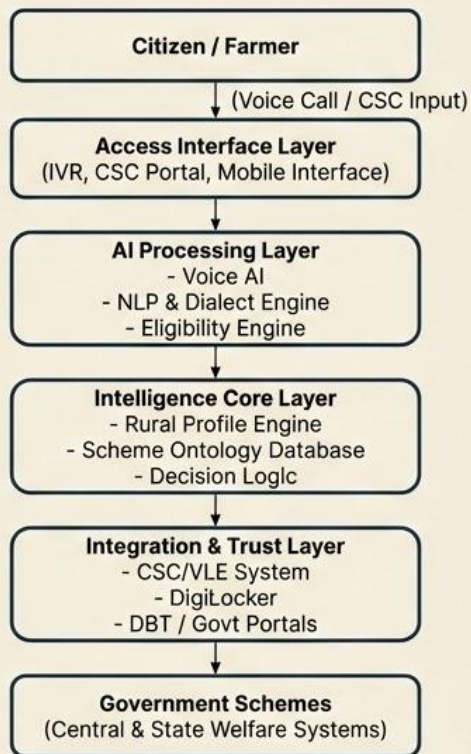 Citizen / Farmer
(Voice Call / CSC Input)
Access Interface Layer
(IVR, CSC Portal, Mobile Interface)
AI Processing Layer
- Voice AI
- NLP & Dialect Engine
- Eligibility Engine
Intelligence Core Layer
- Rural Profile Engine
- Scheme Ontology Database
- Decision Logic
Integration & Trust Layer
- CSC/VLE System
- DigiLocker
- DBT / Govt Portals
Government Schemes
(Central & State Welfare Systems)